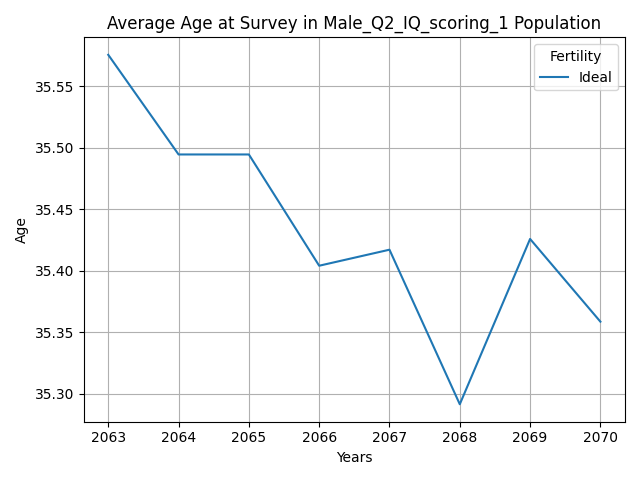 Average Age at Survey in Male_Q2_IQ_scoring_1 Population
Fertility
Ideal
35.55
35.50
35.45
35.40
35.35
35.30
Age
2063 2064 2065 2066 2067 2068 2069 2070
Years